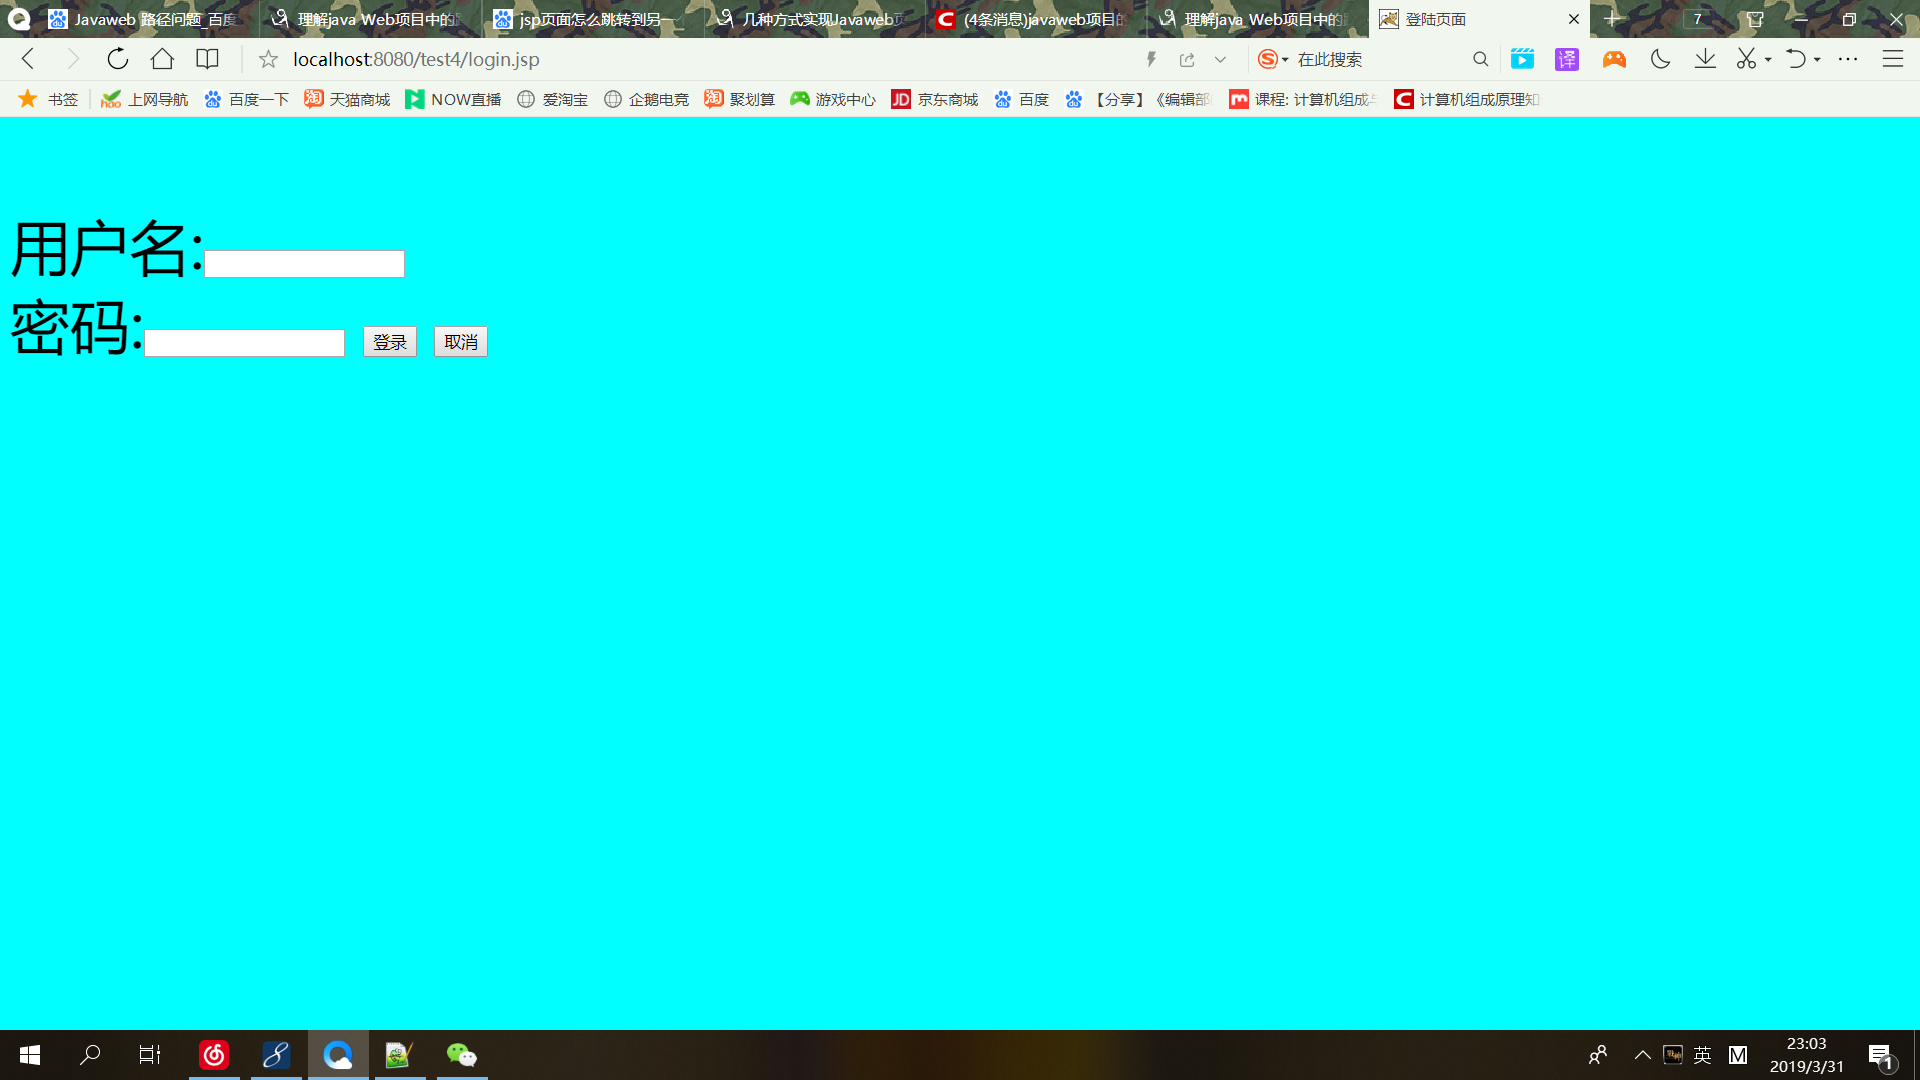 Javaweb 路径问题_百度
理解java Web项目中的
jsp页面怎么跳转到另一
几种方式实现Javaweb页
(4条消息)javaweb项目的
理解java Web项目中的
登陆页面
7
localhost:8080/test4/login.jsp
在此搜索
译
书签
上网导航
百度一下
天猫商城
NOW直播
爱淘宝
企鹅电竞
聚划算
游戏中心
京东商城
百度
【分享】《编辑部
课程: 计算机组成与
计算机组成原理知
用户名:
密码: 登录 取消
英
M
23:03
2019/3/31
1